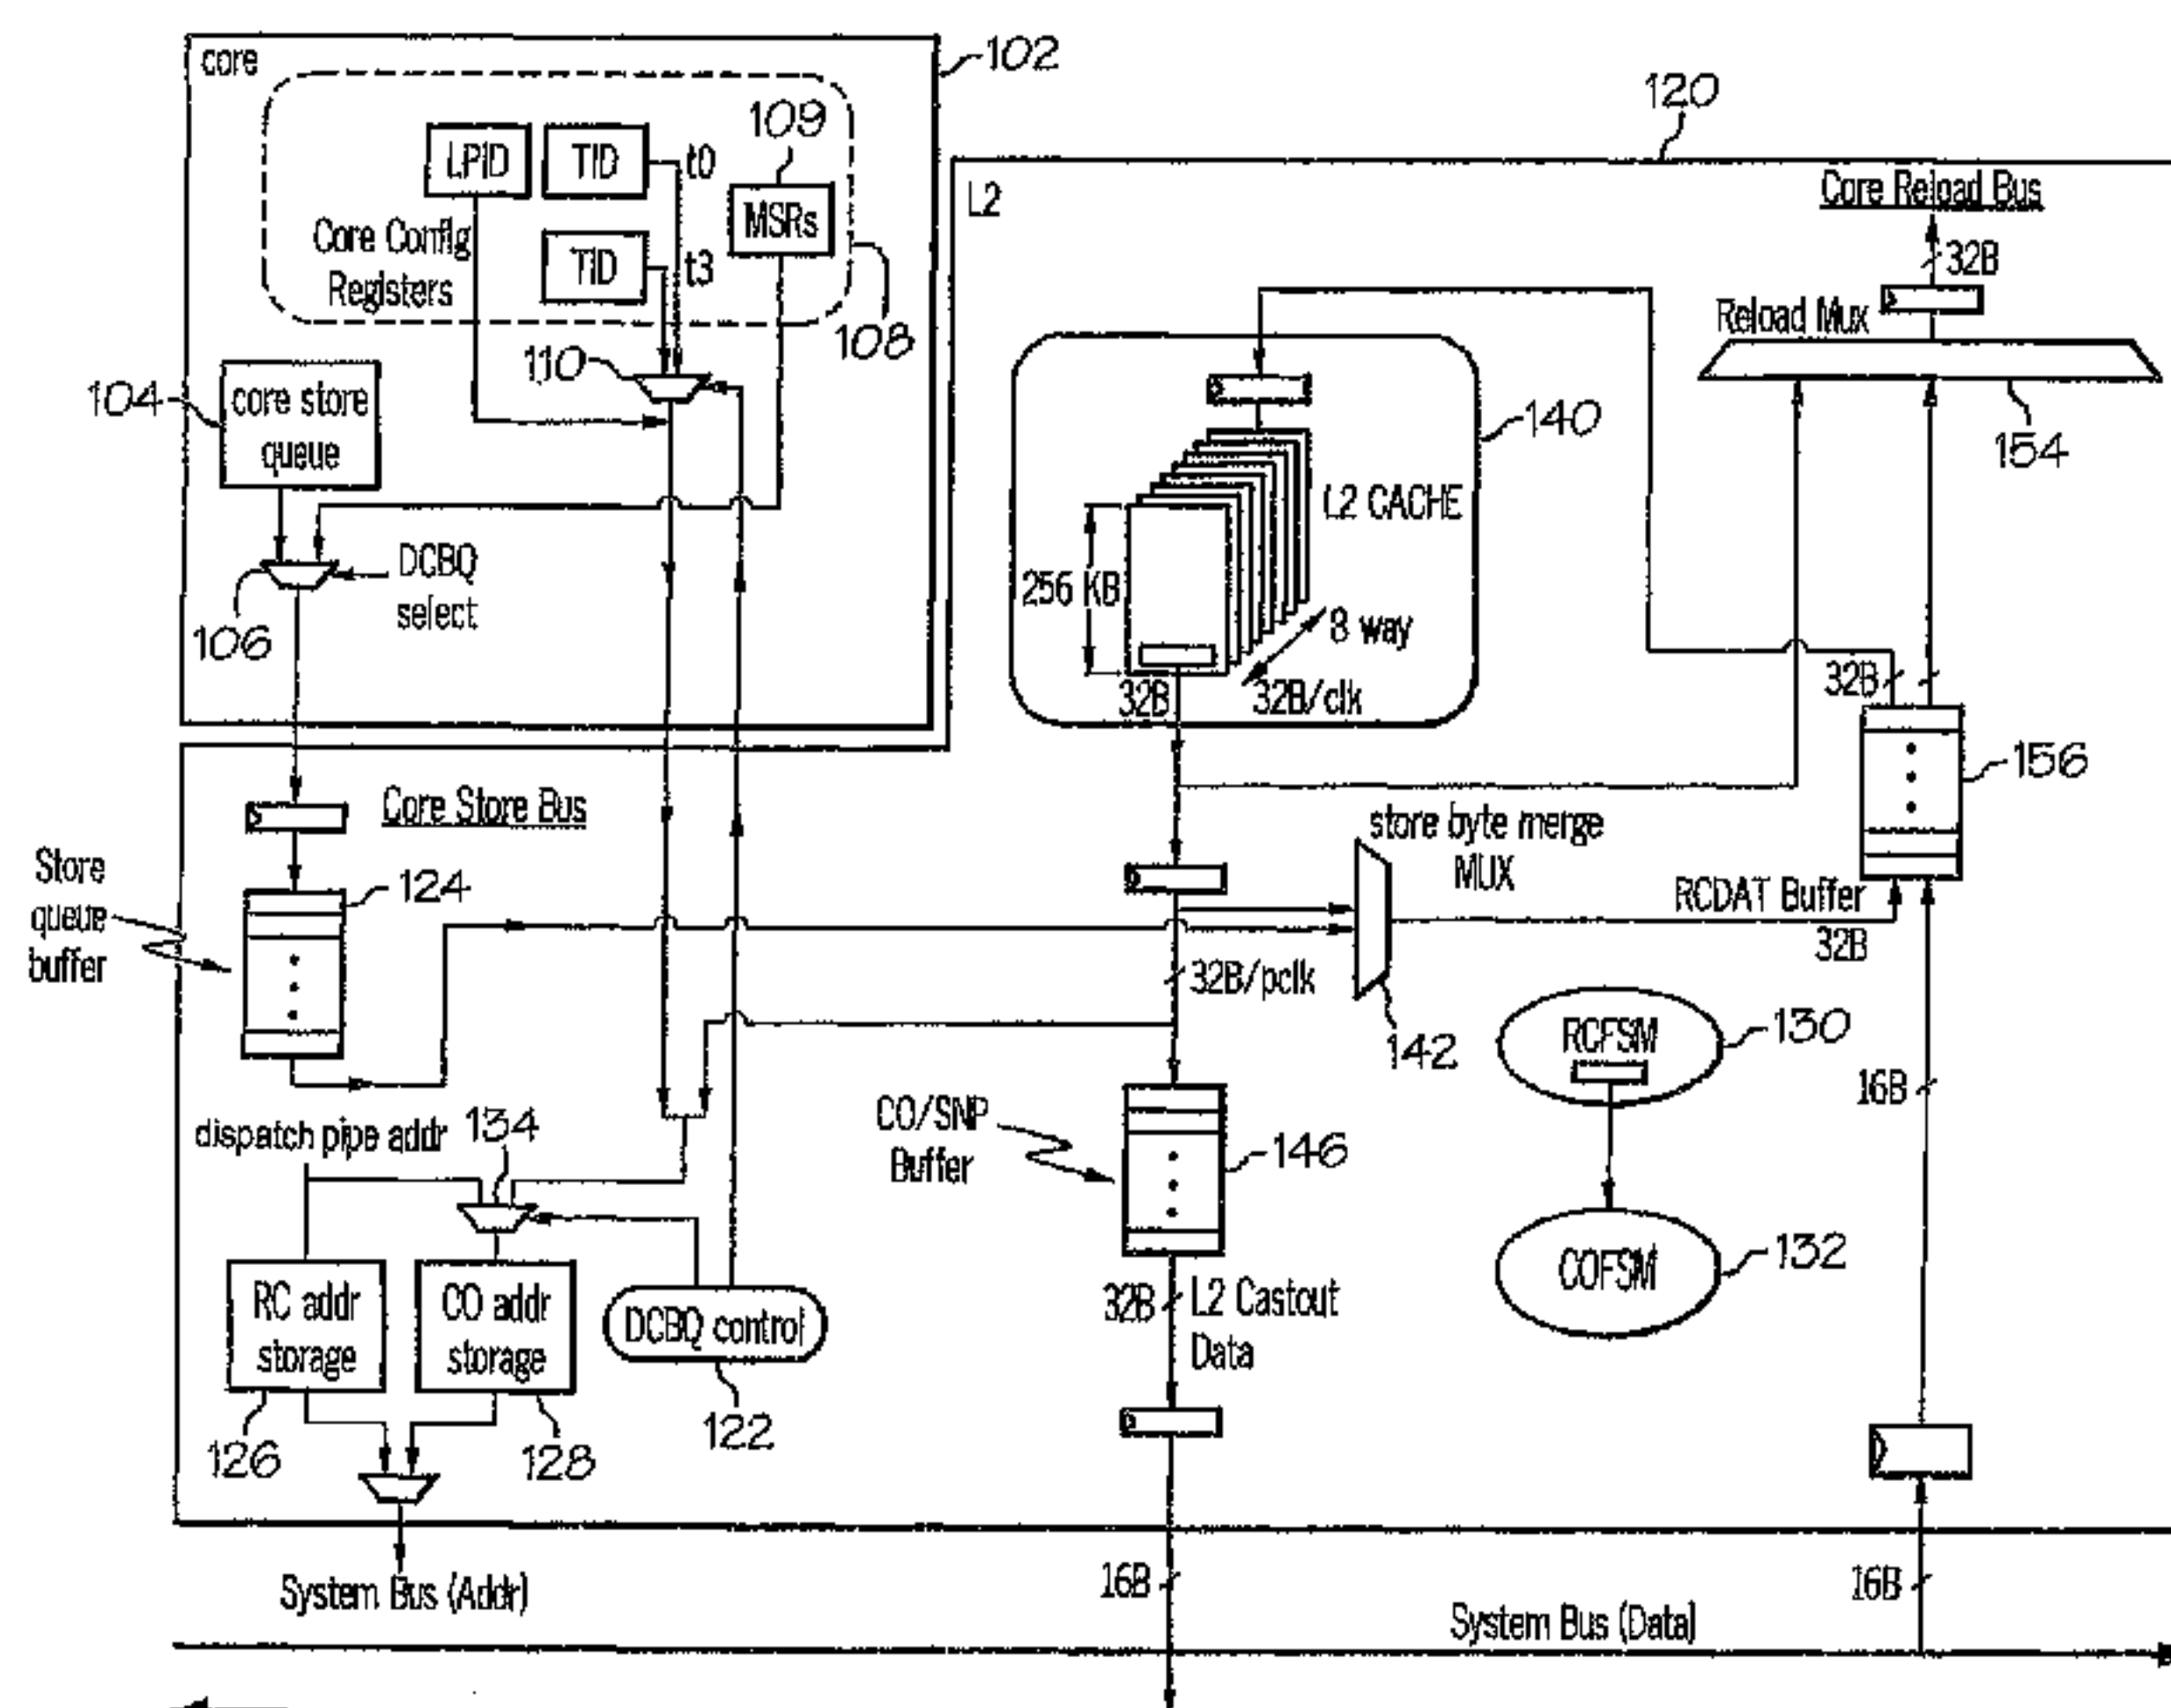 core
102
109
120
LPID
TID
t0
MSRs
L2
Core Reload Bus
Core Config
Registers
TID
t3
32B
108
Reload Mux
110
104
core store
queue
140
154
L2 CACHE
DCBQ
select
106
256 KB
8 way
32B
32B/clk
32B
156
Core Store Bus
store byte merge
MUX
Store
queue
buffer
124
RCDAT Buffer
32B
32B/pclk
142
RCFSM
130
16B
dispatch pipe addr
134
CO/SNP
Buffer
146
COFSM
132
RC addr
storage
CO addr
storage
DCBQ control
32B
L2 Castout
Data
126
128
122
System Bus (Addr)
16B
16B
System Bus (Data)